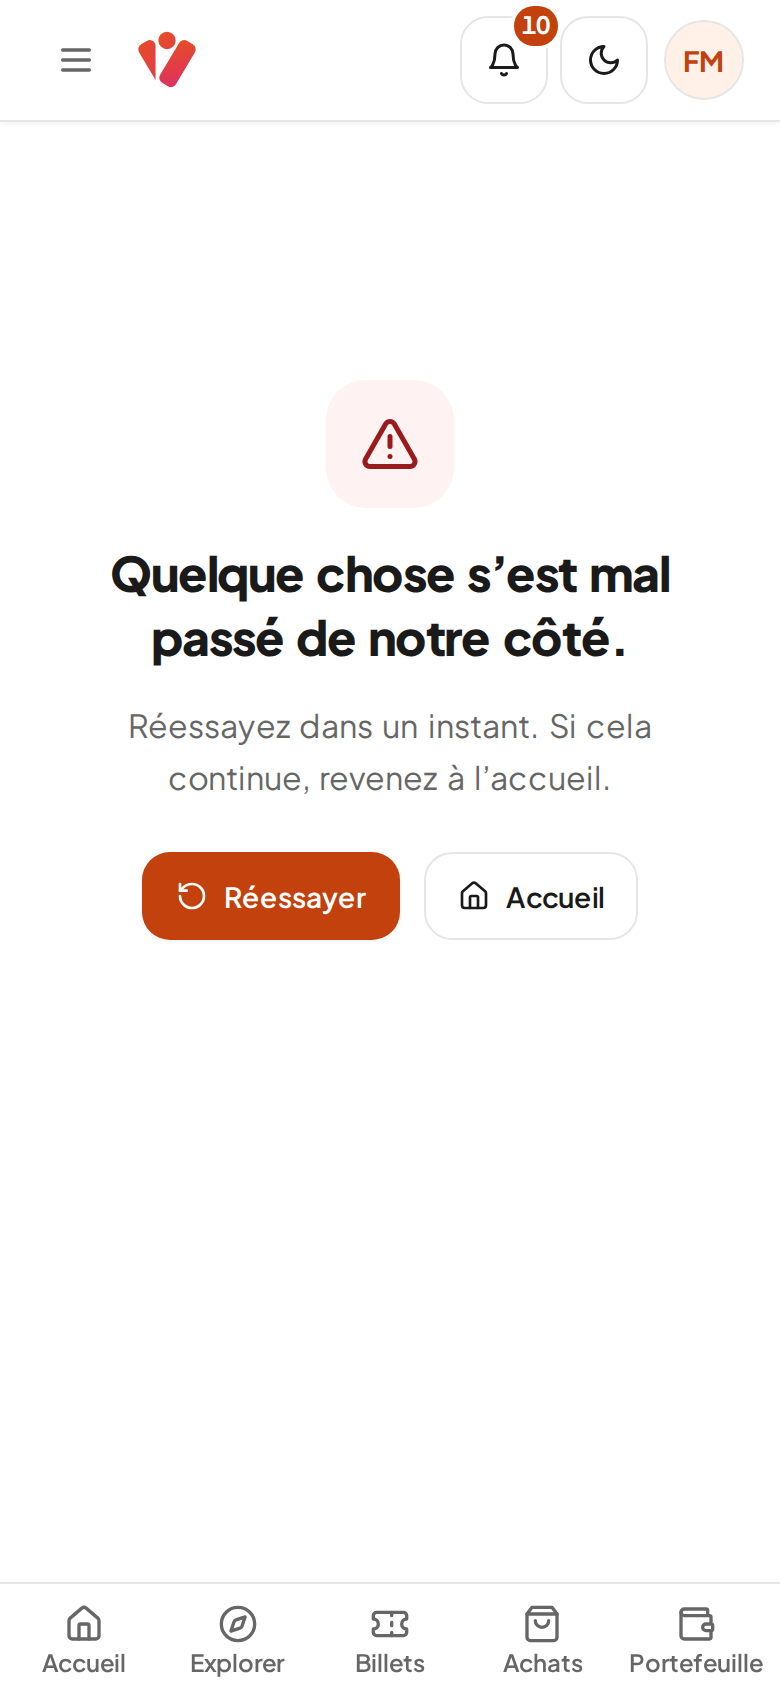 10
FM
Quelque chose s’est mal
passé de notre côté.
Réessayez dans un instant. Si cela
continue, revenez à l’accueil.
Réessayer
Accueil
Accueil
Explorer
Billets
Achats
Portefeuille